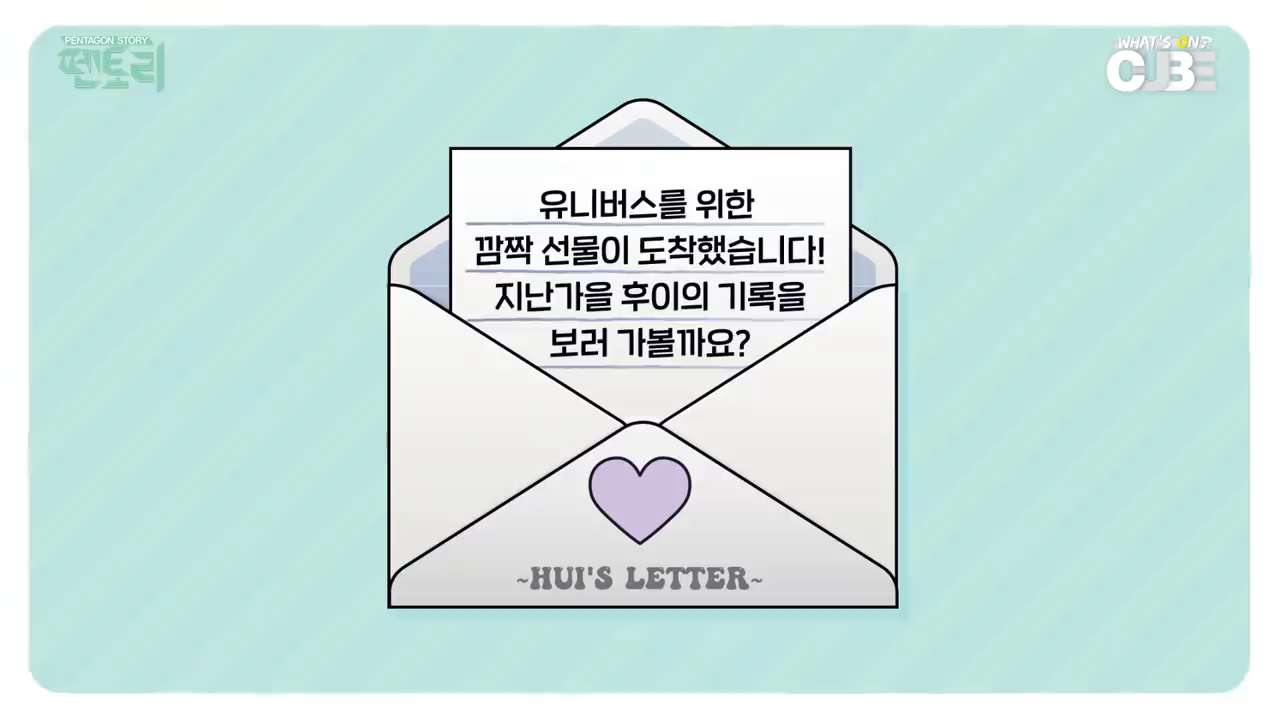 PENTAGON STORY
펜토리
WHAT'S ON?
CUBE
유니버스를 위한
깜짝 선물이 도착했습니다!
지난가을 후이의 기록을
보러 가볼까요?
~HUI'S LETTER~